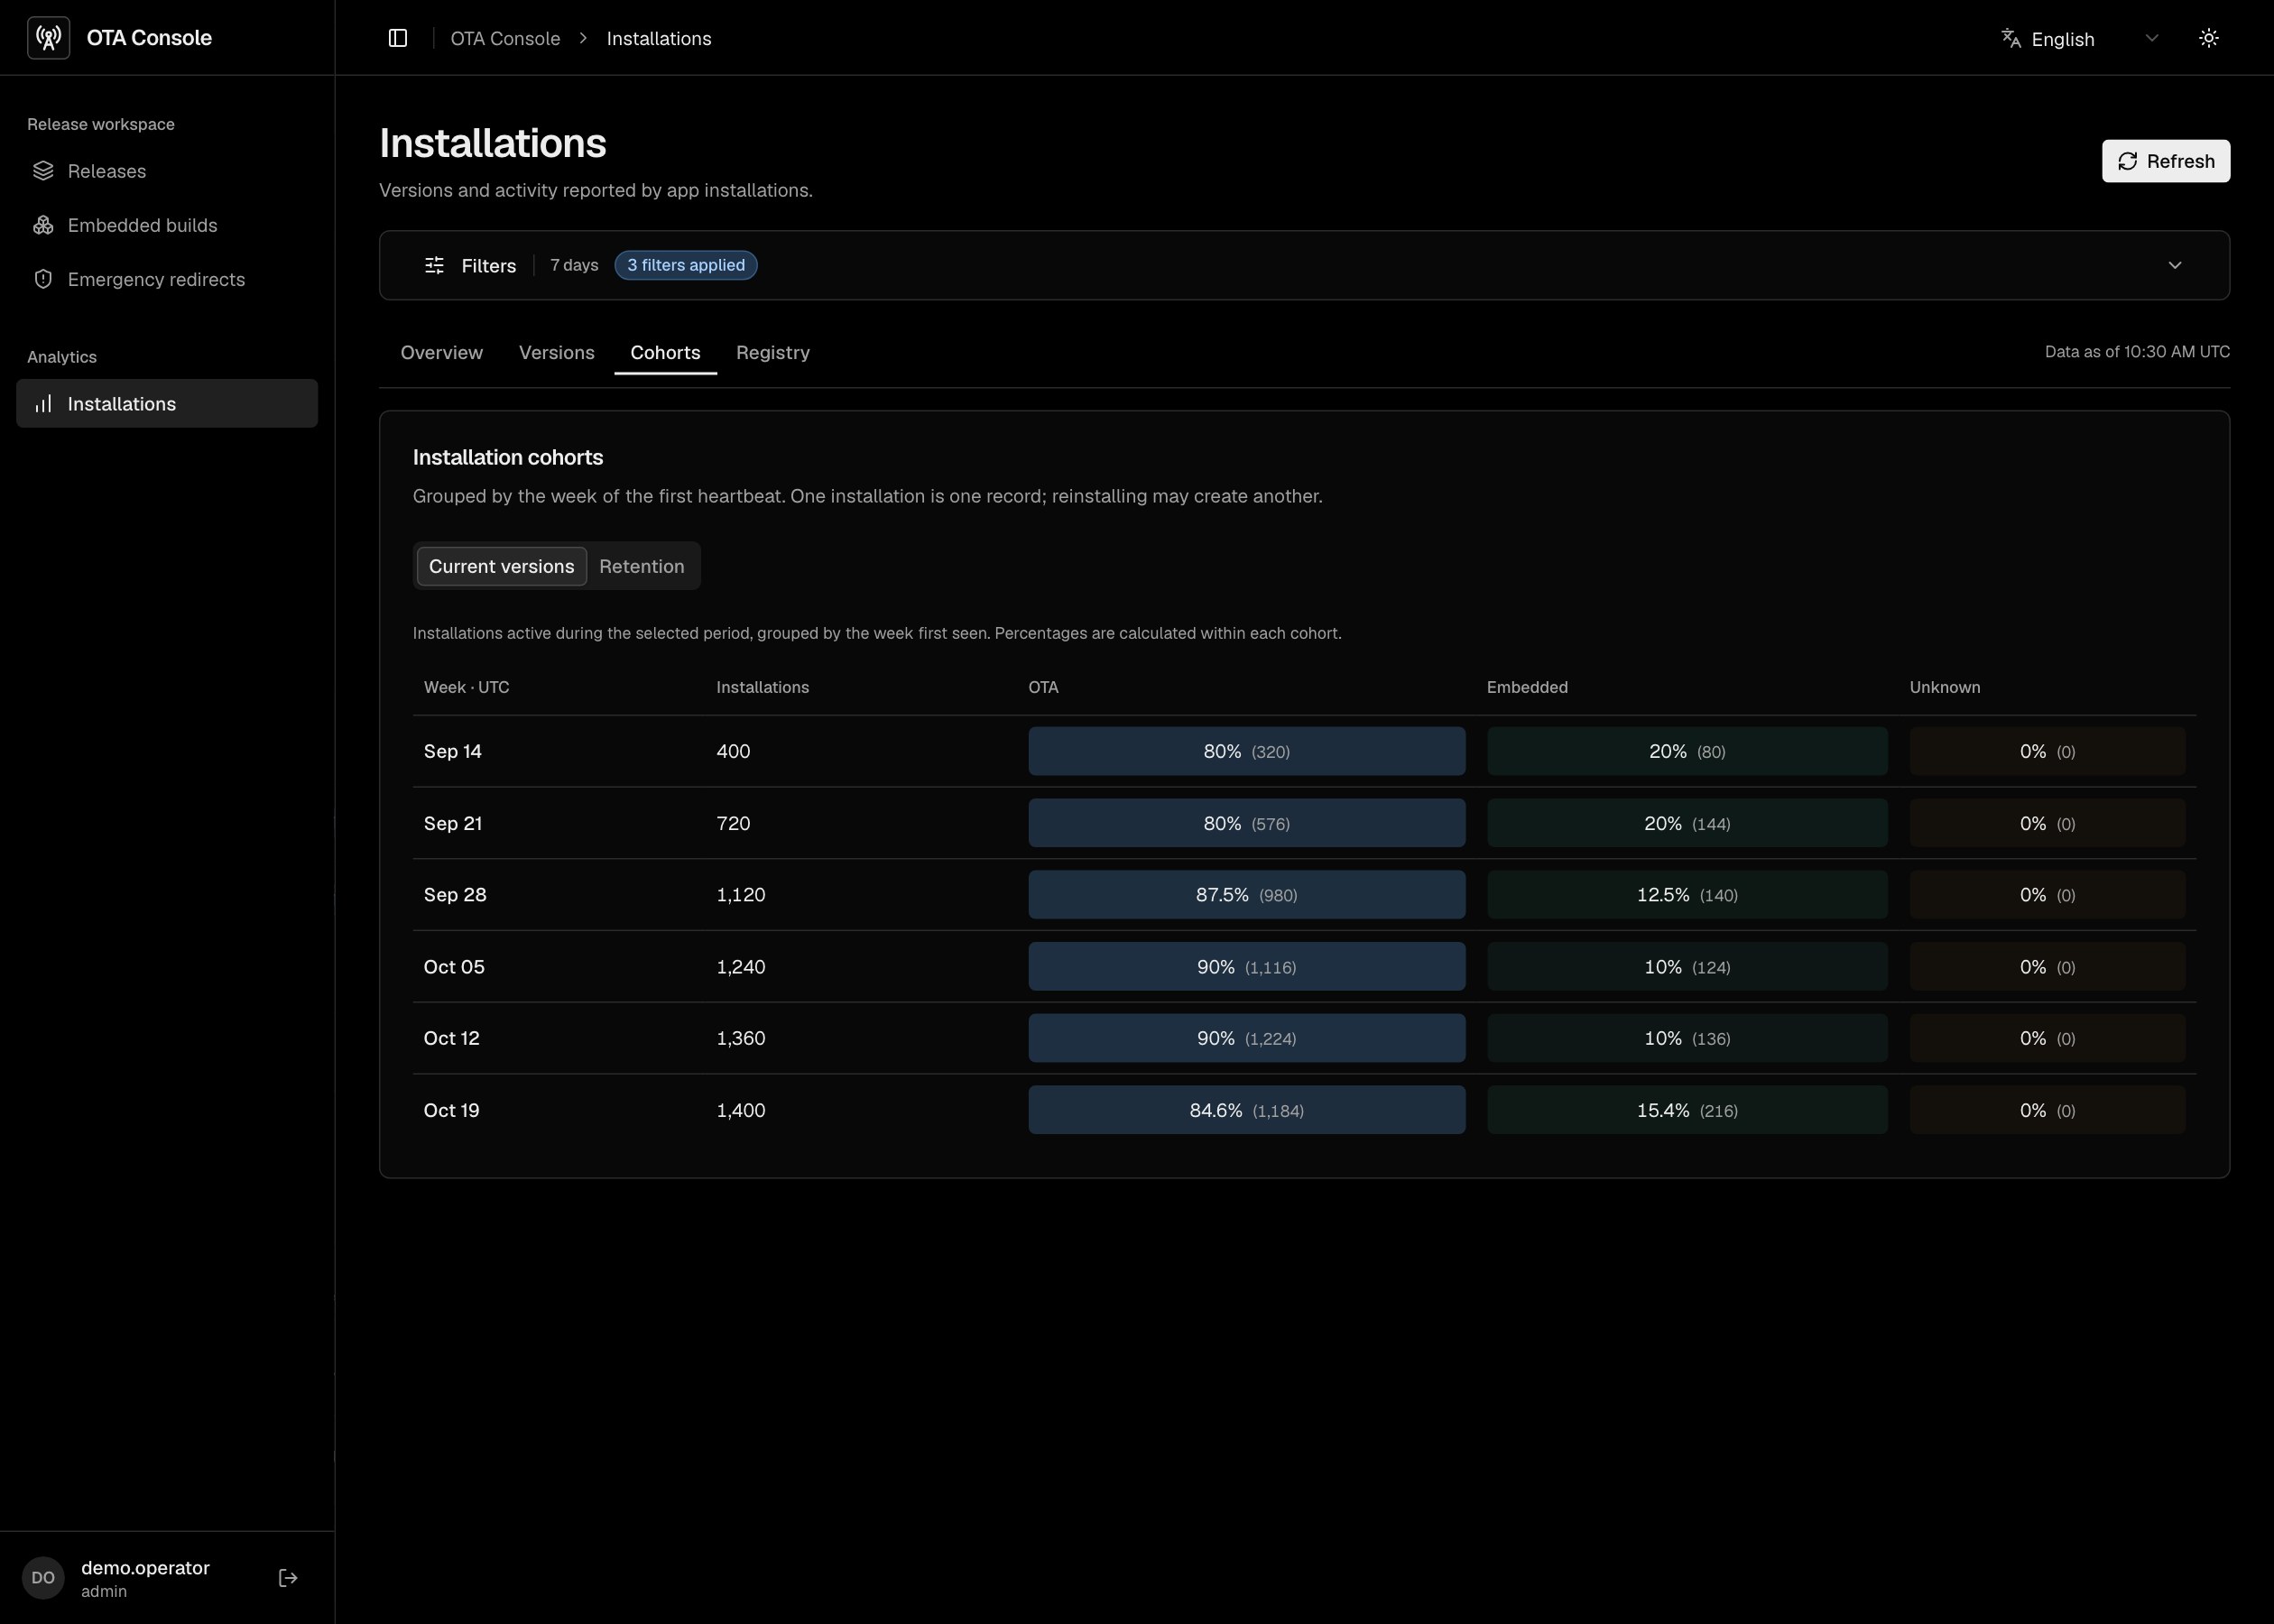 OTA Console
OTA Console > Installations
English
Release workspace
Releases
Embedded builds
Emergency redirects
Analytics
Installations
Installations
Versions and activity reported by app installations.
Refresh
Filters 7 days 3 filters applied
Overview Versions Cohorts Registry
Data as of 10:30 AM UTC
Installation cohorts
Grouped by the week of the first heartbeat. One installation is one record; reinstalling may create another.
Current versions Retention
Installations active during the selected period, grouped by the week first seen. Percentages are calculated within each cohort.
Week · UTC Installations OTA Embedded Unknown
Sep 14 400 80% (320) 20% (80) 0% (0)
Sep 21 720 80% (576) 20% (144) 0% (0)
Sep 28 1,120 87.5% (980) 12.5% (140) 0% (0)
Oct 05 1,240 90% (1,116) 10% (124) 0% (0)
Oct 12 1,360 90% (1,224) 10% (136) 0% (0)
Oct 19 1,400 84.6% (1,184) 15.4% (216) 0% (0)
DO
demo.operator
admin